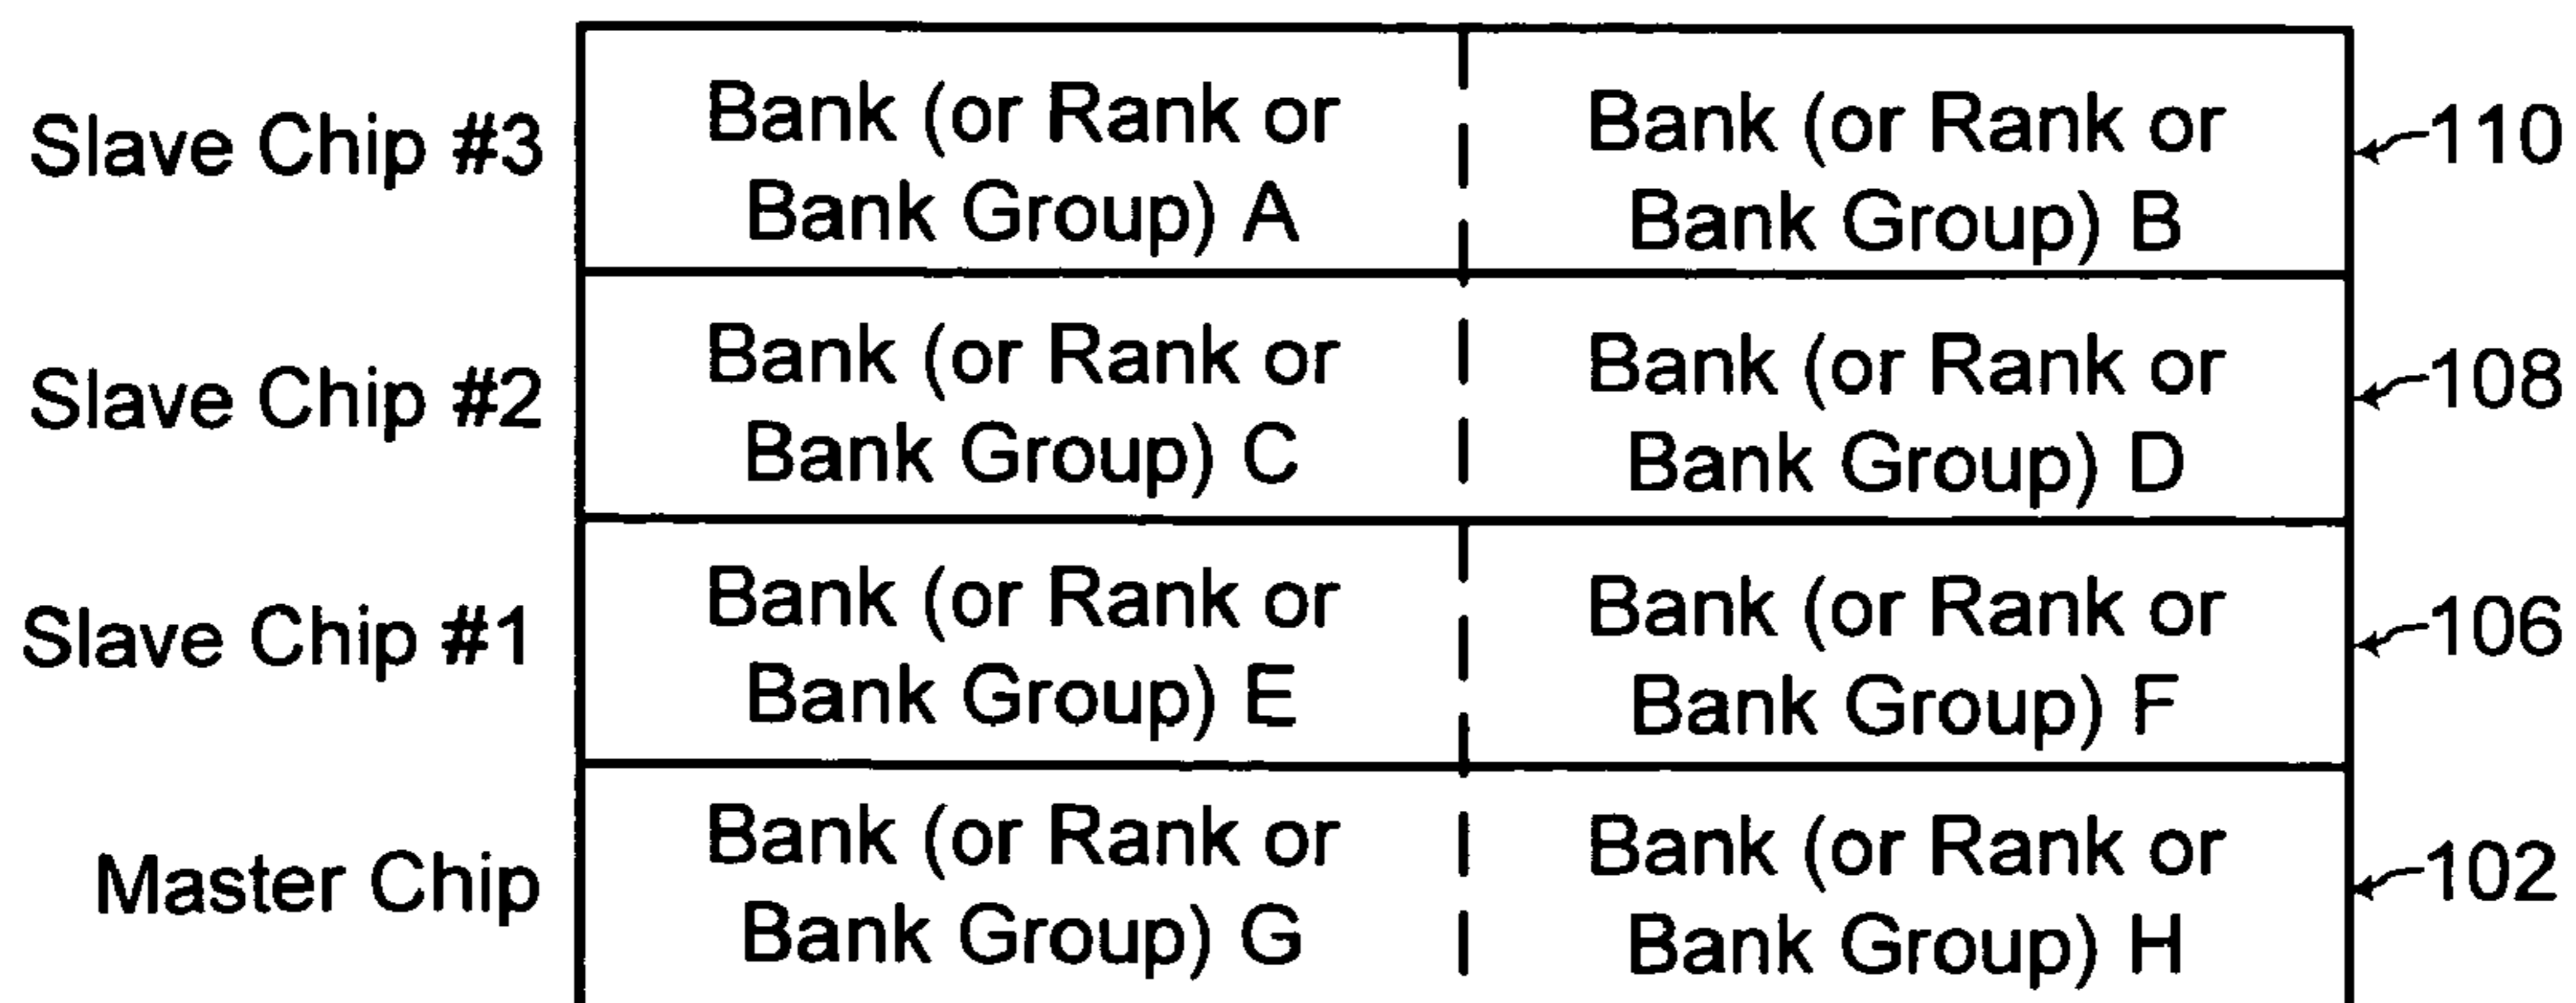 Slave Chip #3
Bank (or Rank or
Bank Group) A
Bank (or Rank or
Bank Group) B
110
Slave Chip #2
Bank (or Rank or
Bank Group) C
Bank (or Rank or
Bank Group) D
108
Slave Chip #1
Bank (or Rank or
Bank Group) E
Bank (or Rank or
Bank Group) F
106
Master Chip
Bank (or Rank or
Bank Group) G
Bank (or Rank or
Bank Group) H
102